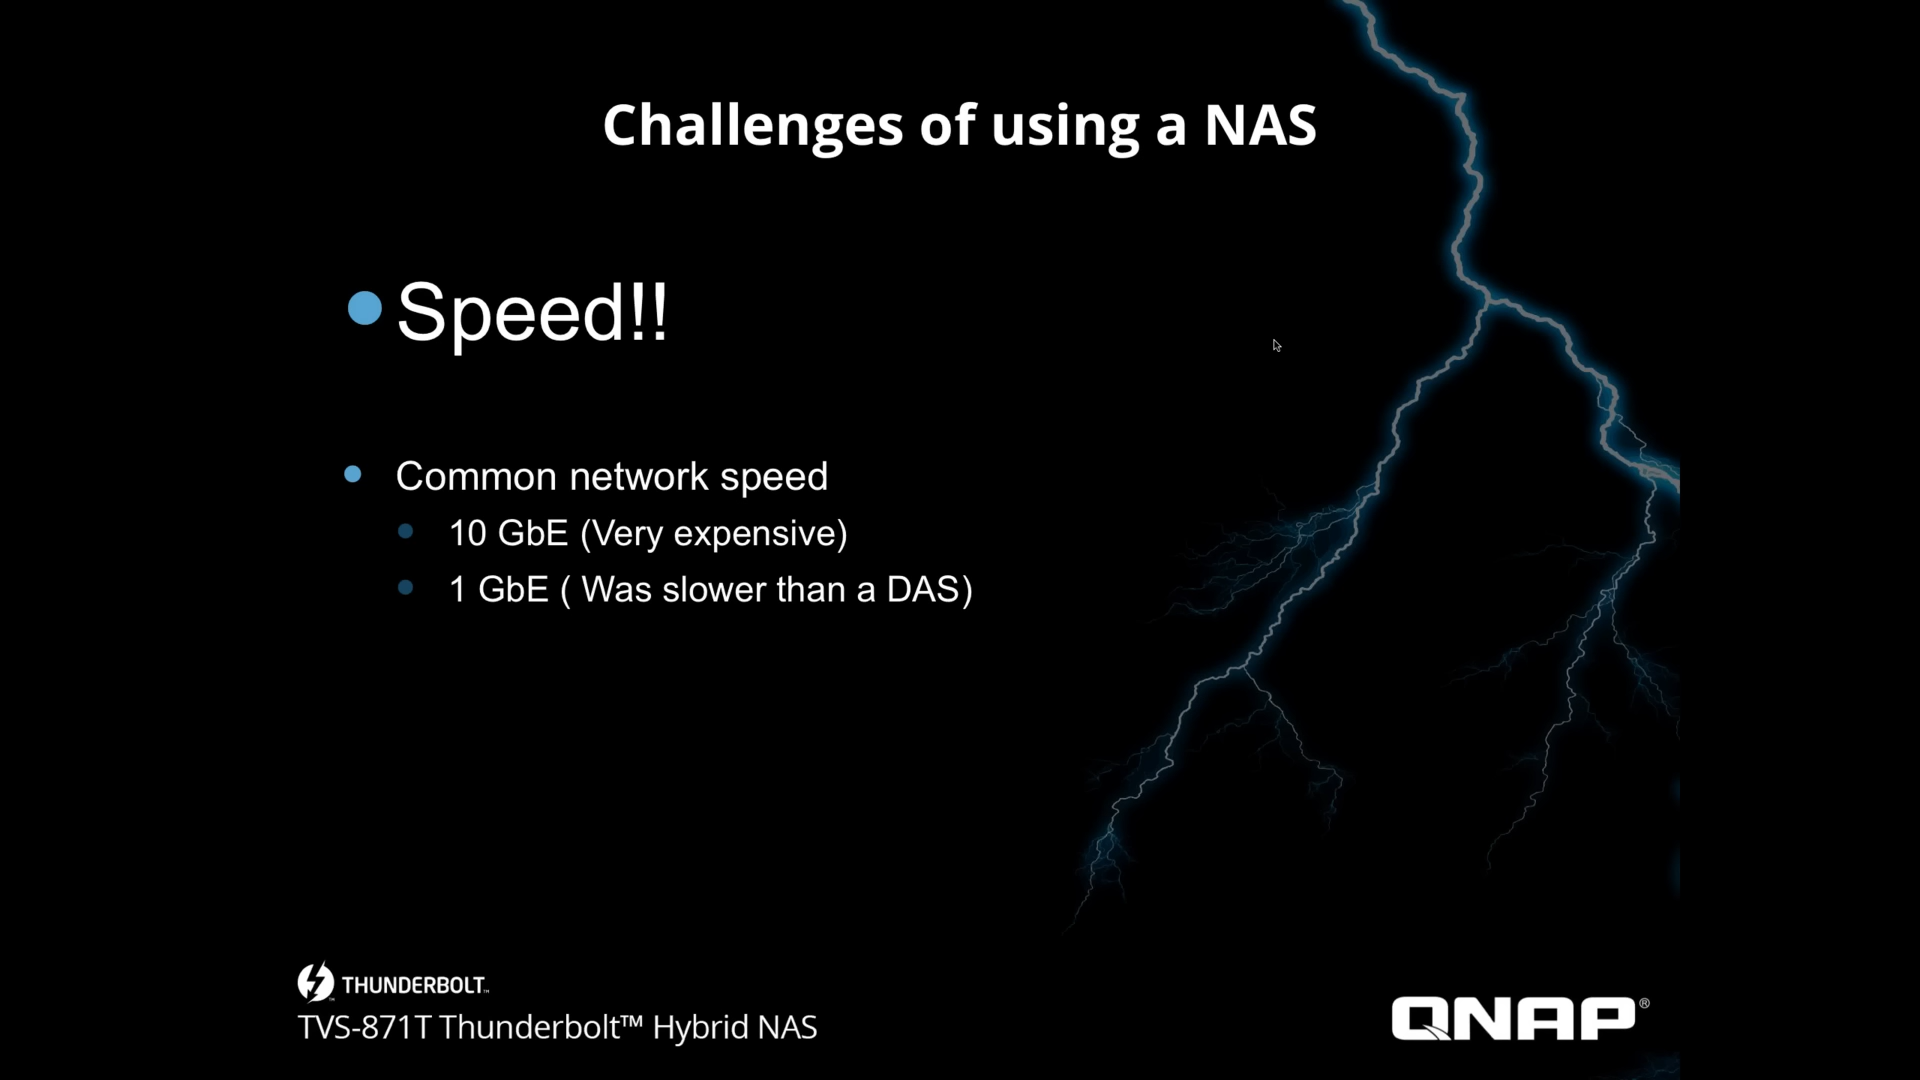 Challenges of using a NAS
Speed!!
Common network speed
10 GbE (Very expensive)
1 GbE ( Was slower than a DAS)
THUNDERBOLT™
TVS-871T Thunderbolt™ Hybrid NAS
QNAP®